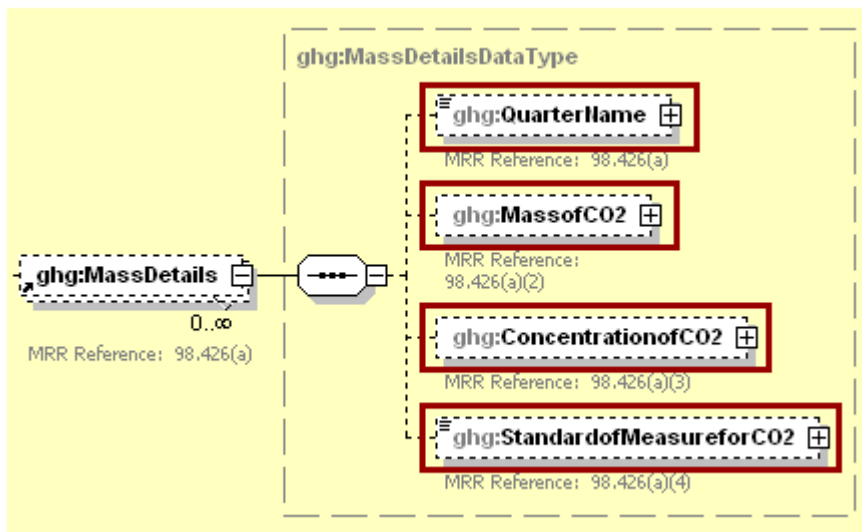 ghg:MassDetailsDataType
ghg:QuarterName
MRR Reference: 98.426(a)
ghg:MassofCO2
MRR Reference:
98.426(a)(2)
ghg:MassDetails
0..∞
MRR Reference: 98.426(a)
ghg:ConcentrationofCO2
MRR Reference: 98.426(a)(3)
ghg:StandardofMeasureforCO2
MRR Reference: 98.426(a)(4)